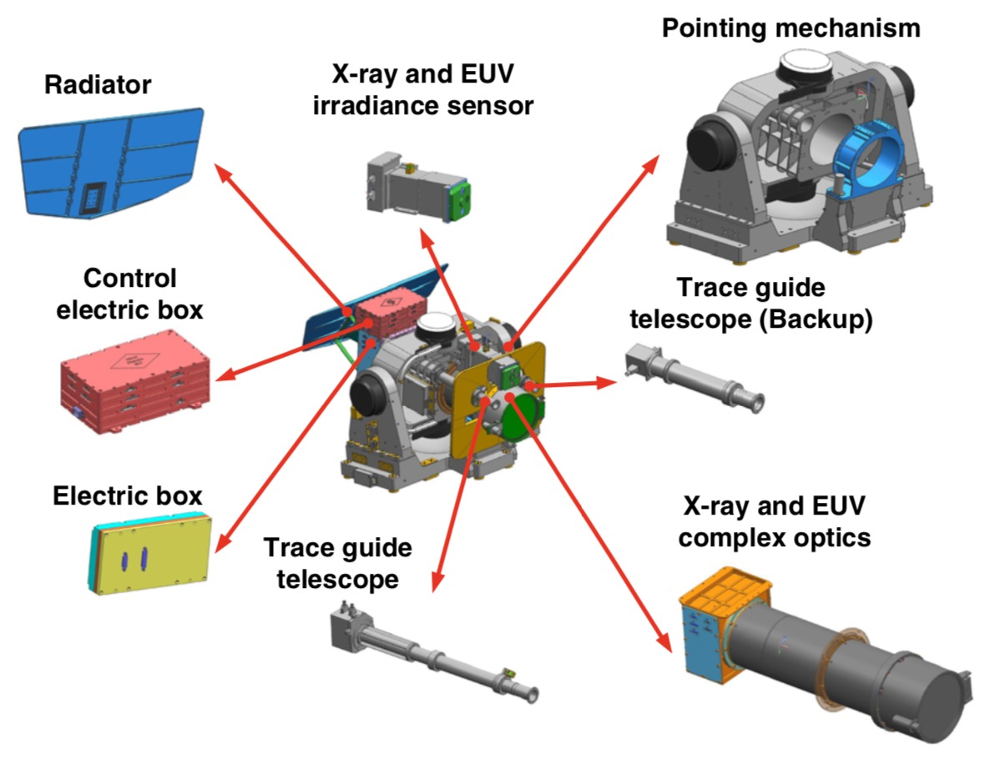 Pointing mechanism
Radiator
X-ray and EUV
irradiance sensor
Control
electric box
Trace guide
telescope (Backup)
Electric box
Trace guide
telescope
X-ray and EUV
complex optics